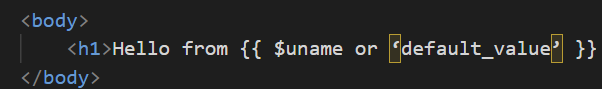 <body>
<h1>Hello from {{ $uname or ‘default_value’ }}
</body>